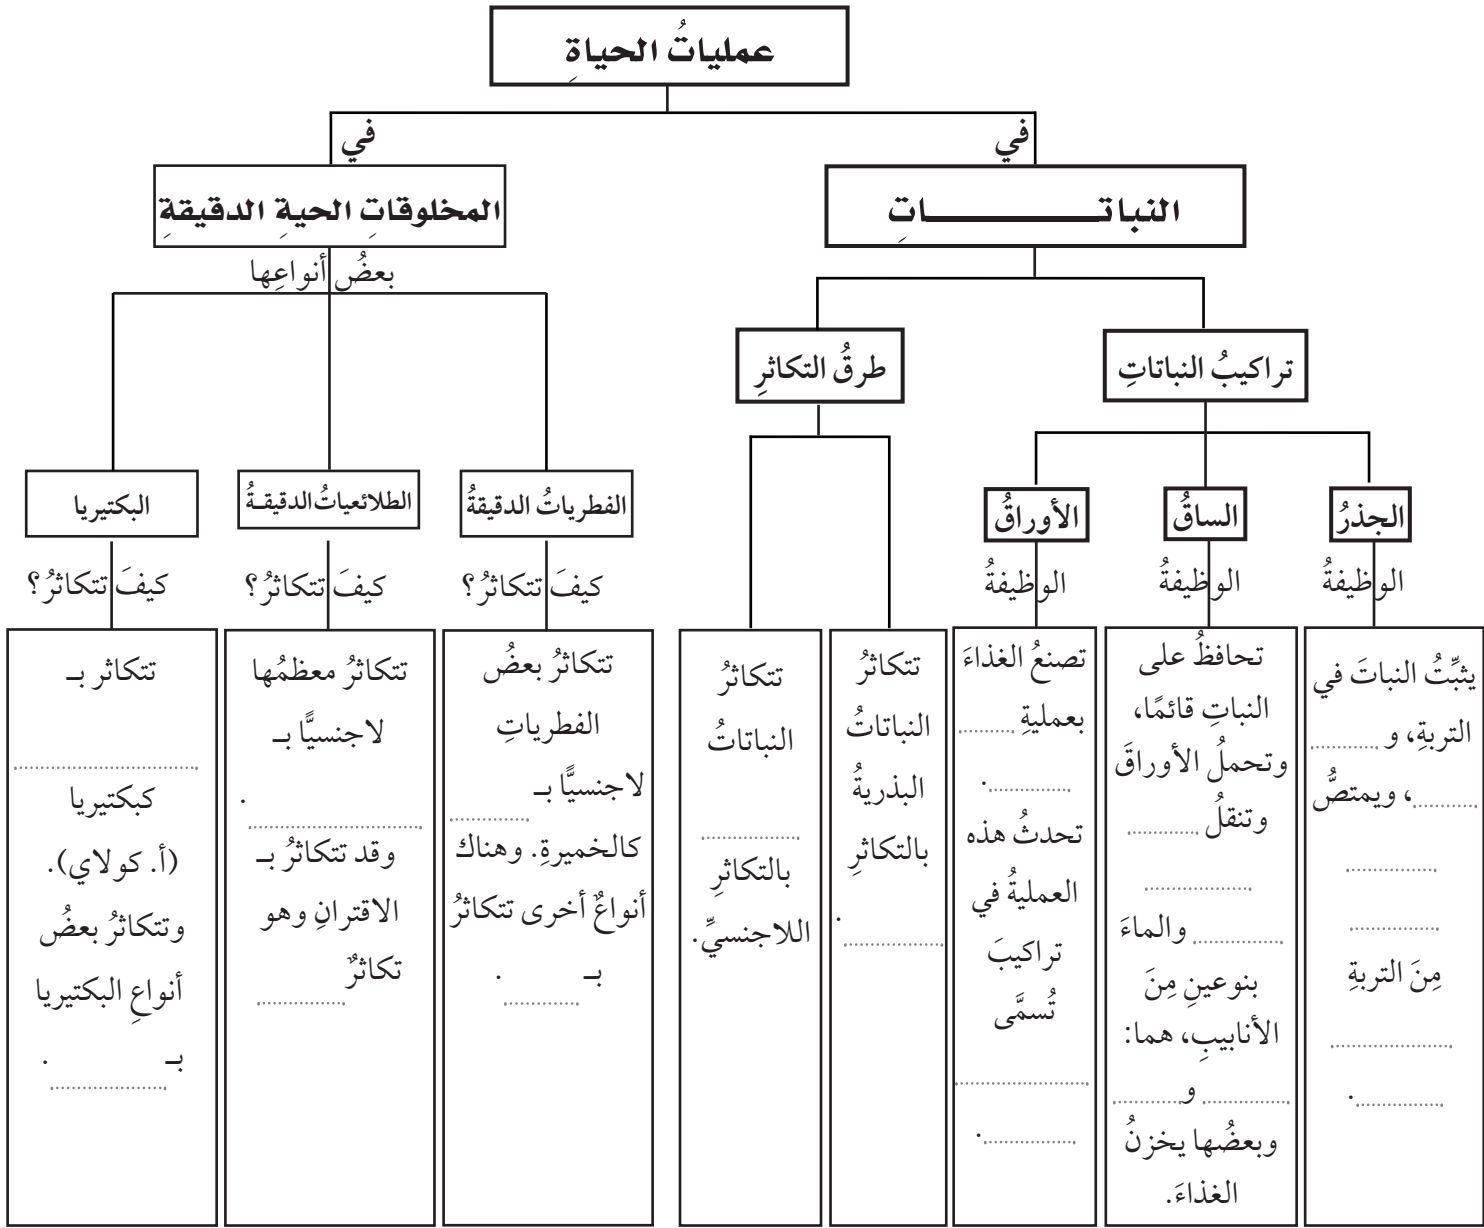 عملياتُ الحياةِ
في
في
النباتــــــــــــاتِ
المخلوقاتِ الحيةِ الدقيقةِ
بعضُ أنواعِها
تراكيبُ النباتاتِ
طرقُ التكاثرِ
الجذرُ
الساقُ
الأوراقُ
الفطرياتُ الدقيقةُ
الطلائعياتُ الدقيقـةُ
البكتيريا
الوظيفةُ
الوظيفةُ
الوظيفةُ
كيفَ تتكاثرُ؟
كيفَ تتكاثرُ؟
كيفَ تتكاثرُ؟
يثبِّتُ النباتَ في
التربةِ، و ............
............، ويمتصُّ
............
............
مِنَ التربةِ
............
.............
تحافظُ على
النباتِ قائمًا،
وتحملُ الأوراقَ
وتنقلُ ............
............
............ والماءَ
بنوعينِ مِنَ
الأنابيبِ، هما:
............ و............
وبعضُها يخزنُ
الغذاءَ.
تصنعُ الغذاءَ
بعمليةِ ............
.............
تحدثُ هذه
العمليةُ في
تراكيبَ
تُسمَّى
............
.............
تتكاثرُ
النباتاتُ
البذريةُ
بالتكاثرِ
.............
تتكاثرُ
النباتاتُ
............
بالتكاثرِ
اللاجنسيِّ.
تتكاثرُ بعضُ
الفطرياتِ
لاجنسيًّا بـ ............
كالخميرةِ. وهناك
أنواعٌ أخرى تتكاثرُ
بـ .............
تتكاثرُ معظمُها
لاجنسيًّا بـ
.............
وقد تتكاثرُ بـ
الاقترانِ وهو
تكاثرٌ ............
تتكاثر بـ
............
كبكتيريا
(أ. كولاي).
وتتكاثرُ بعضُ
أنواعِ البكتيريا
بـ .............